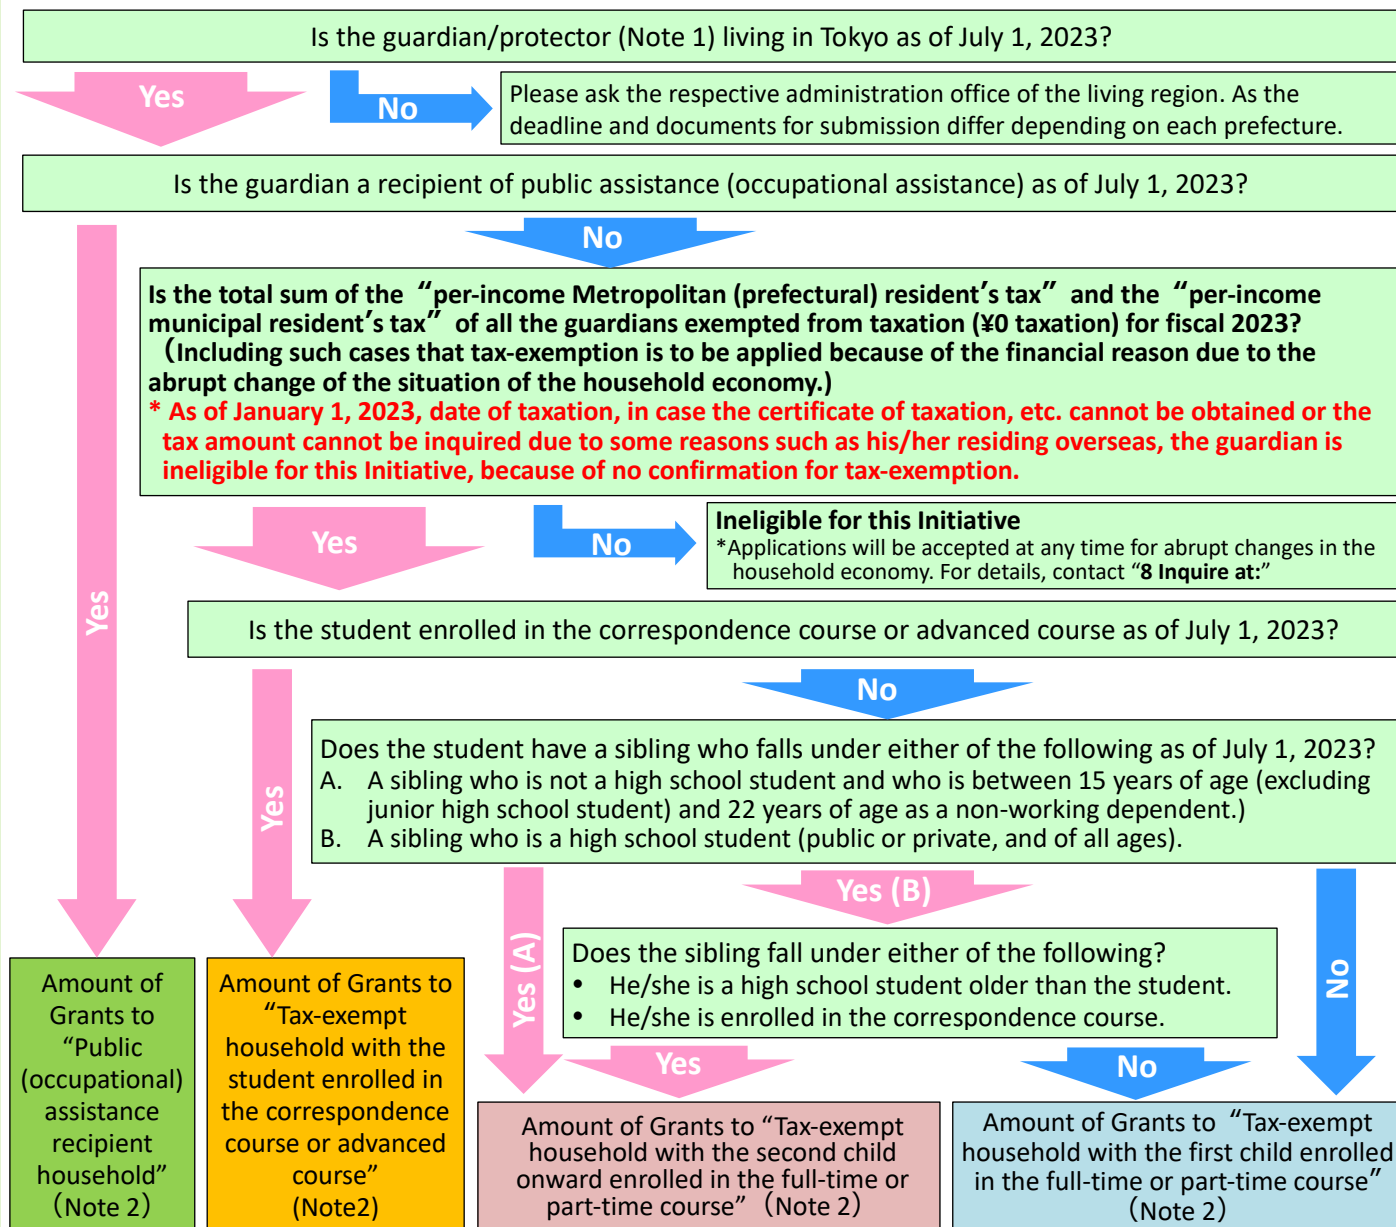 Is the guardian/protector (Note 1) living in Tokyo as of July 1, 2023?
Yes
No
Please ask the respective administration office of the living region. As the
deadline and documents for submission differ depending on each prefecture.
Is the guardian a recipient of public assistance (occupational assistance) as of July 1, 2023?
No
Yes
Is the total sum of the “per-income Metropolitan (prefectural) resident’s tax” and the “per-income
municipal resident’s tax” of all the guardians exempted from taxation (¥0 taxation) for fiscal 2023?
(Including such cases that tax-exemption is to be applied because of the financial reason due to the
abrupt change of the situation of the household economy.)
* As of January 1, 2023, date of taxation, in case the certificate of taxation, etc. cannot be obtained or the
tax amount cannot be inquired due to some reasons such as his/her residing overseas, the guardian is
ineligible for this Initiative, because of no confirmation for tax-exemption.
Yes
No
Ineligible for this Initiative
*Applications will be accepted at any time for abrupt changes in the
household economy. For details, contact “8 Inquire at:”
Is the student enrolled in the correspondence course or advanced course as of July 1, 2023?
Yes
No
Does the student have a sibling who falls under either of the following as of July 1, 2023?
A. A sibling who is not a high school student and who is between 15 years of age (excluding
junior high school student) and 22 years of age as a non-working dependent.)
B. A sibling who is a high school student (public or private, and of all ages).
Yes (A)
Yes (B)
No
Does the sibling fall under either of the following?
• He/she is a high school student older than the student.
• He/she is enrolled in the correspondence course.
Yes
No
Amount of
Grants to
“Public
(occupational)
assistance
recipient
household”
(Note 2)
Amount of Grants to
“Tax-exempt
household with the
student enrolled in
the correspondence
course or advanced
course”
(Note2)
Amount of Grants to “Tax-exempt
household with the second child
onward enrolled in the full-time or
part-time course” (Note 2)
Amount of Grants to “Tax-exempt
household with the first child enrolled
in the full-time or part-time course”
(Note 2)